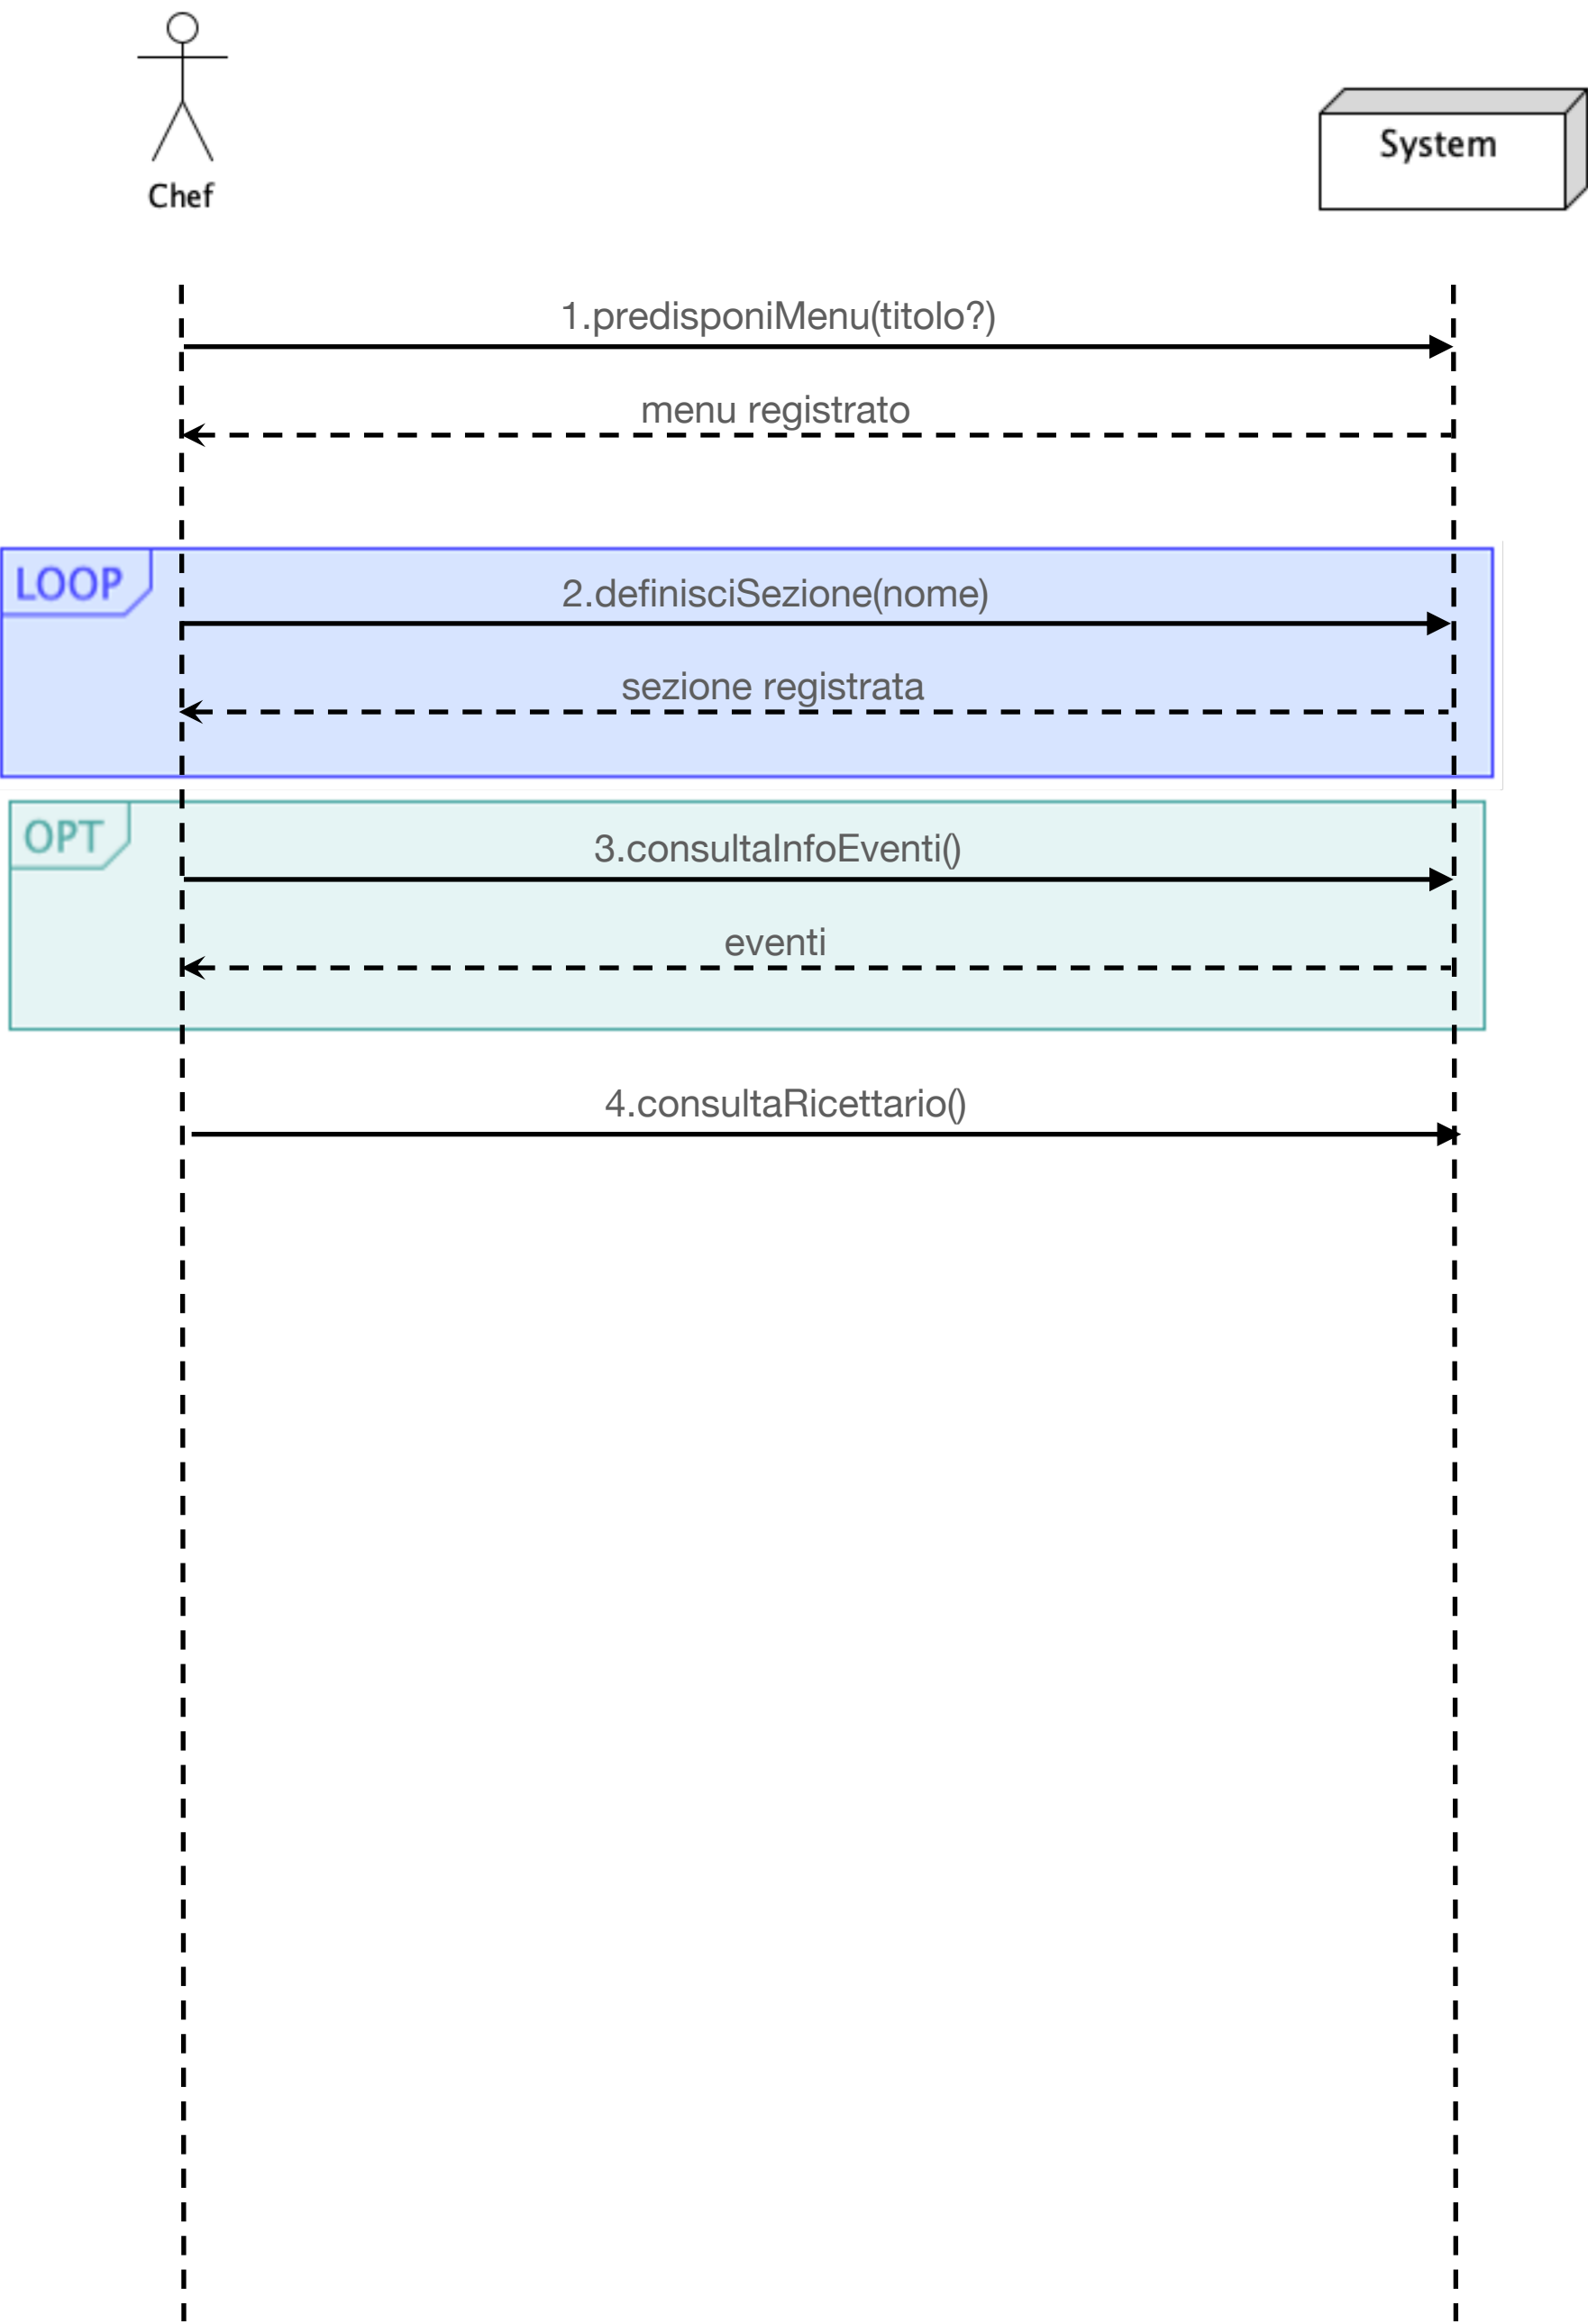 Chef
System
1.predisponiMenu(titolo?)
menu registrato
LOOP
2.definisciSezione(nome)
sezione registrata
OPT
3.consultaInfoEventi()
eventi
4.consultaRicettario()